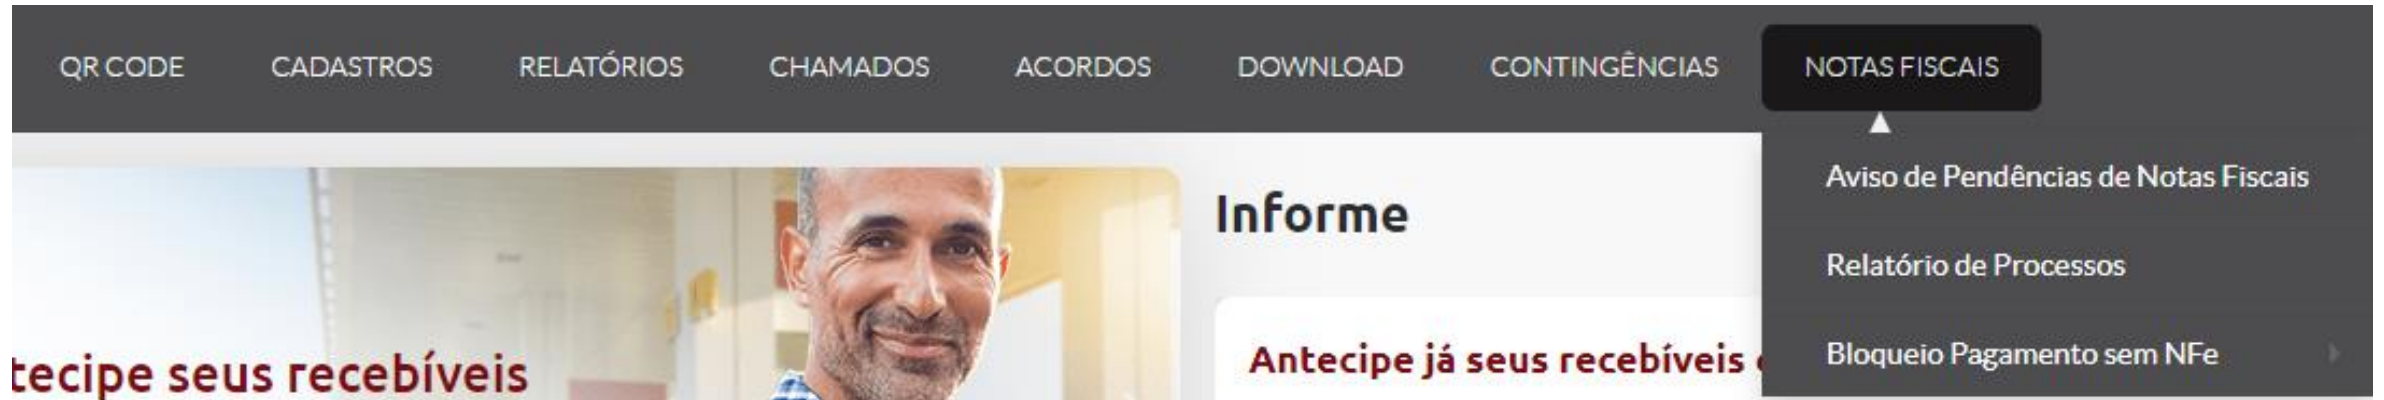 QR CODE CADASTROS RELATÓRIOS CHAMADOS ACORDOS DOWNLOAD CONTINGÊNCIAS NOTAS FISCAIS
Aviso de Pendências de Notas Fiscais
Relatório de Processos
Bloqueio Pagamento sem NFe
Informe
tecipe seus recebíveis
Antecipe já seus recebíveis